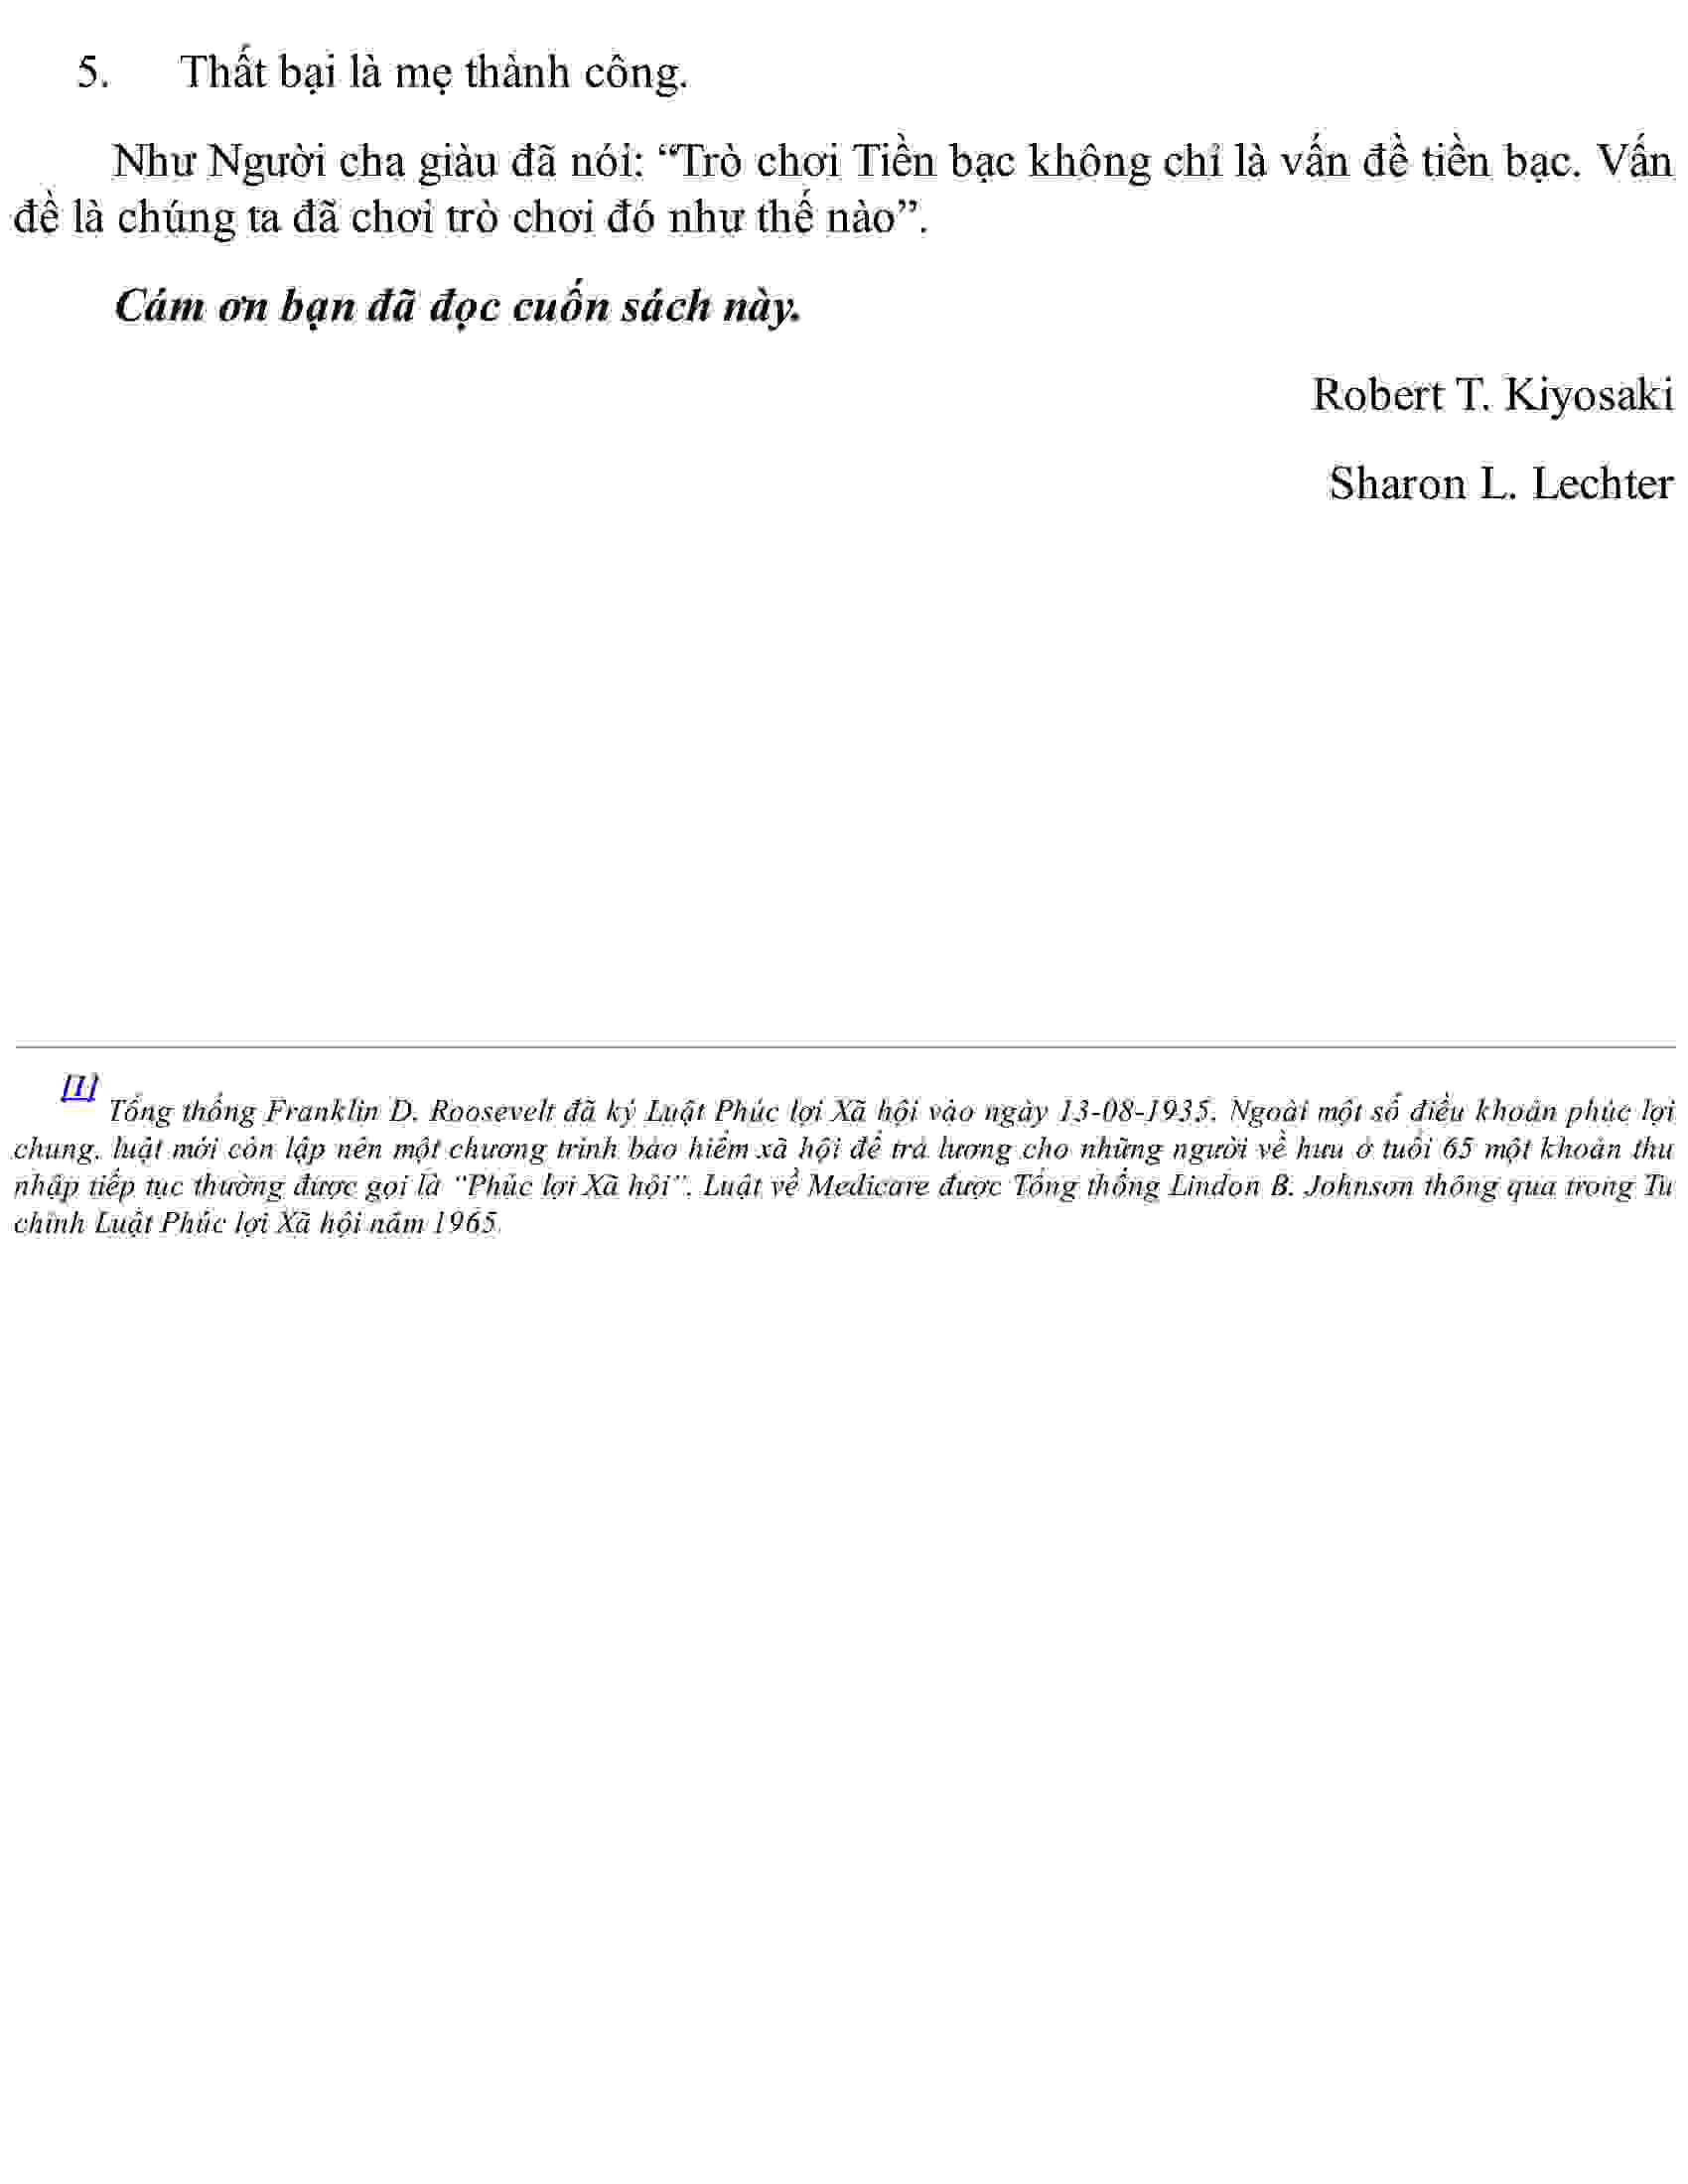 5. Thất bại là mẹ thành công.
Như Người cha giàu đã nói: “Trò chơi Tiền bạc không chỉ là vấn đề tiền bạc. Vấn
đề là chúng ta đã chơi trò chơi đó như thế nào”.
Cám ơn bạn đã đọc cuốn sách này.
Robert T. Kiyosaki
Sharon L. Lechter
[1] Tổng thống Franklin D. Roosevelt đã ký Luật Phúc lợi Xã hội vào ngày 13-08-1935. Ngoài một số điều khoản phúc lợi
chung, luật mới còn lập nên một chương trình bảo hiểm xã hội để trả lương cho những người về hưu ở tuổi 65 một khoản thu
nhập tiếp tục thường được gọi là “Phúc lợi Xã hội”. Luật về Medicare được Tổng thống Lindon B. Johnson thông qua trong Tu
chính Luật Phúc lợi Xã hội năm 1965.